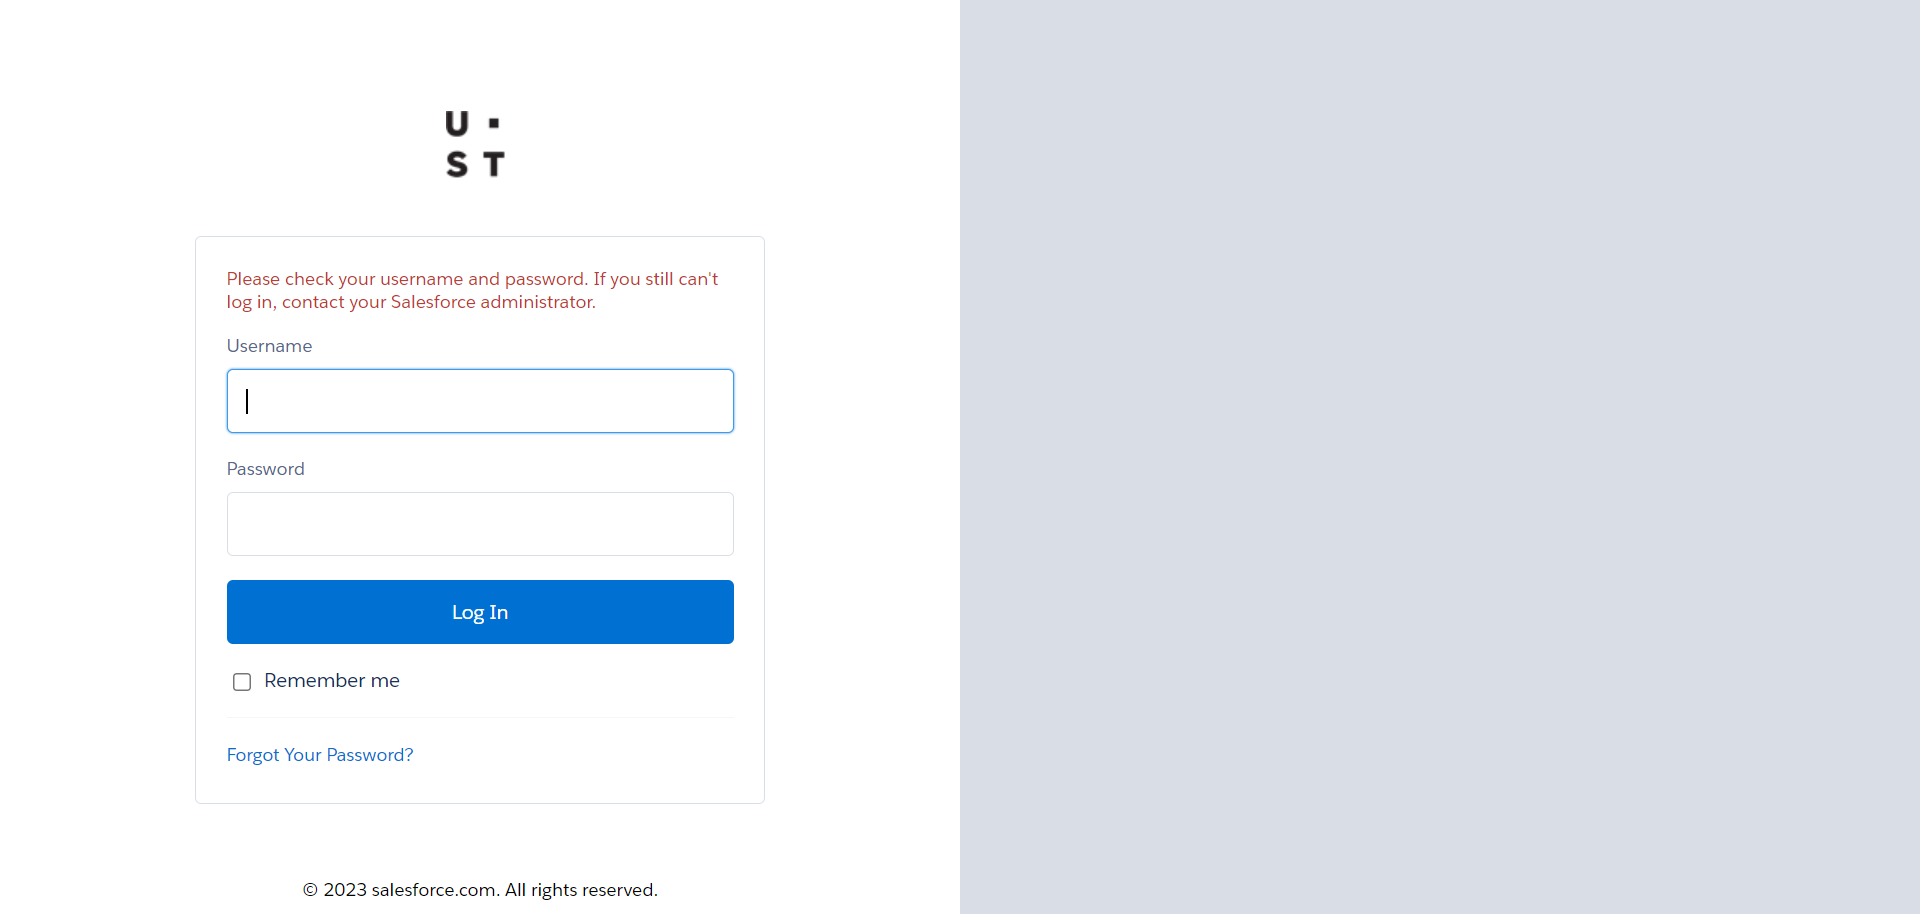 U ▪
S T
Please check your username and password. If you still can't
log in, contact your Salesforce administrator.
Username
Password
Log In
Remember me
Forgot Your Password?
© 2023 salesforce.com. All rights reserved.